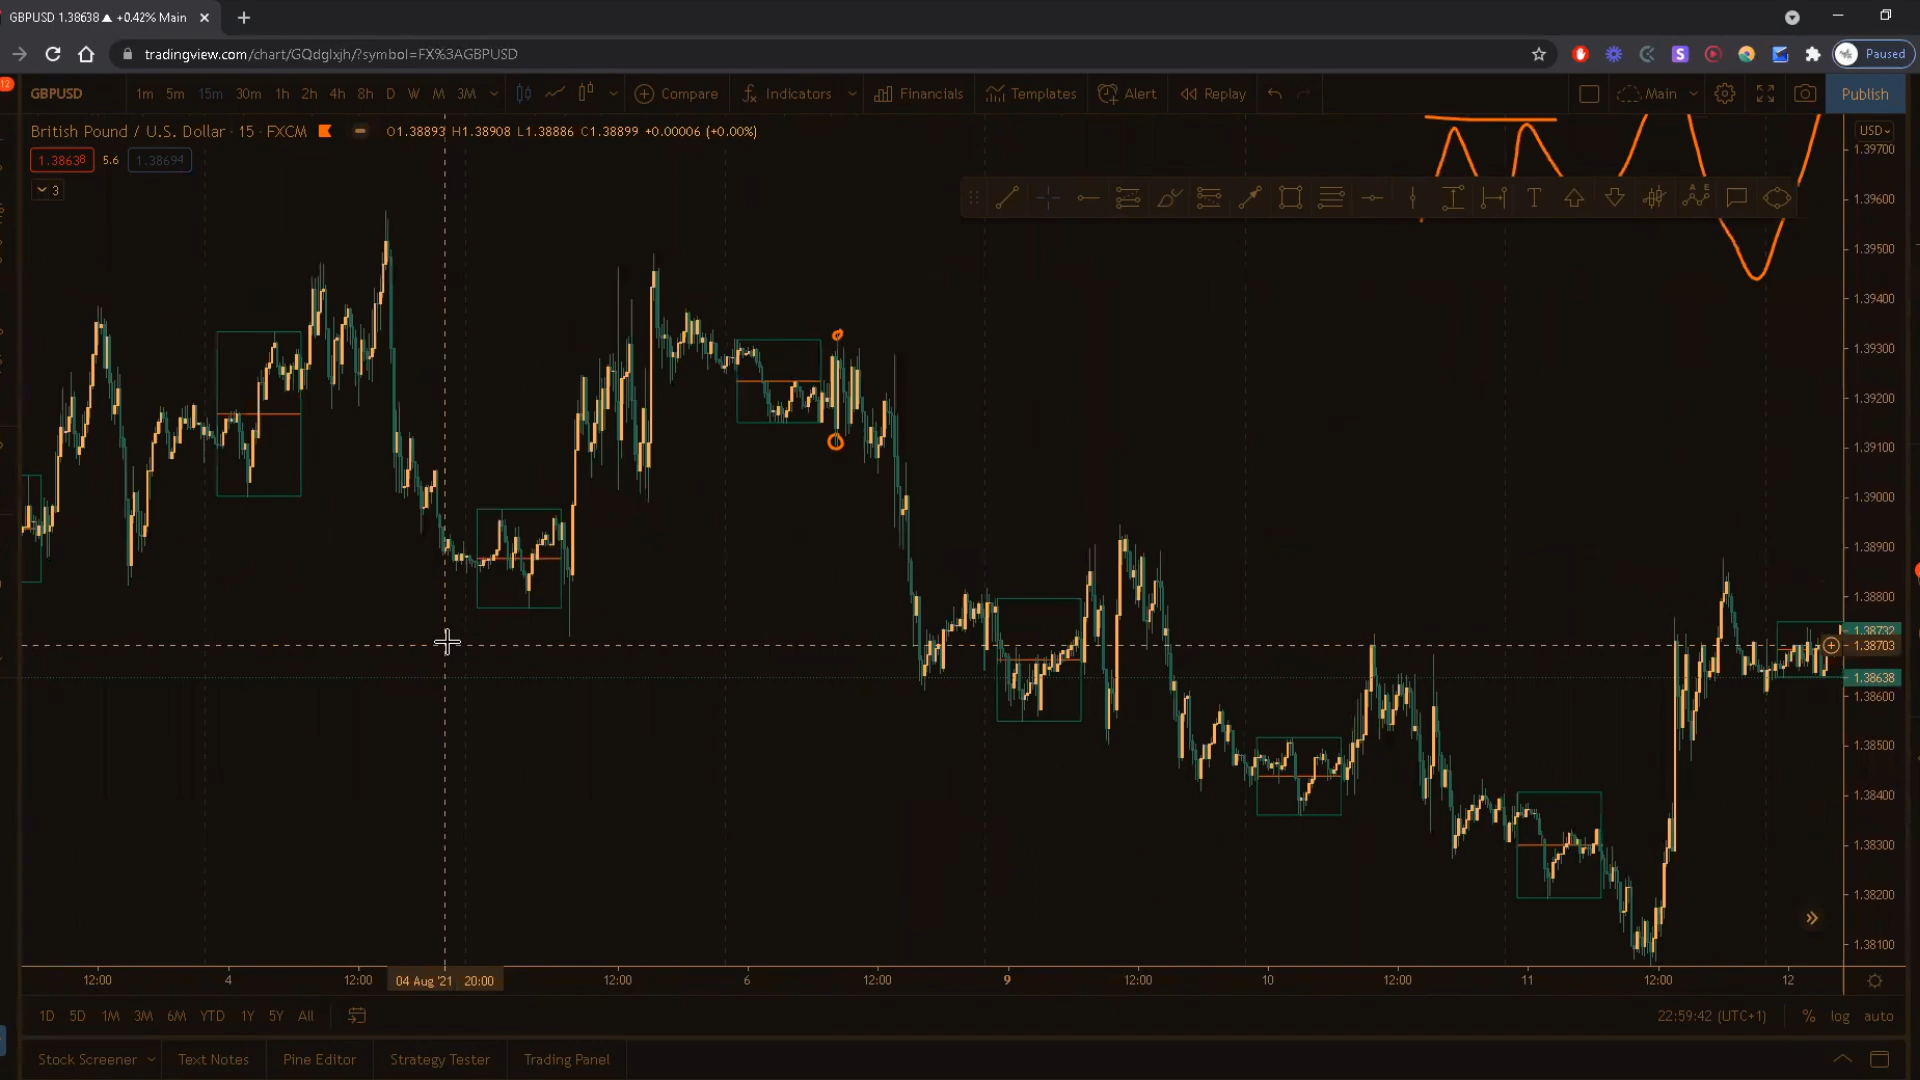 GBPUSD 1.38638 ▲ +0.42% Main
tradingview.com/chart/GQdglxjh/?symbol=FX%3AGBPUSD
Paused
12
GBPUSD 1m 5m 15m 30m 1h 2h 4h 8h D W M 3M Compare Indicators Financials Templates Alert Replay Main Publish
British Pound / U.S. Dollar · 15 · FXCM O1.38893 H1.38908 L1.38886 C1.38899 +0.00006 (+0.00%)
USD
1.38638 5.6 1.38694
3
1.39700
1.39600
1.39500
1.39400
1.39300
1.39200
1.39100
1.39000
1.38900
1.38800
1.38732
1.38703
1.38638
1.38600
1.38500
1.38400
1.38300
1.38200
1.38100
12:00 4 12:00 04 Aug '21 20:00 12:00 6 12:00 9 12:00 10 12:00 11 12:00 12
1D 5D 1M 3M 6M YTD 1Y 5Y All 22:59:42 (UTC+1) % log auto
Stock Screener Text Notes Pine Editor Strategy Tester Trading Panel